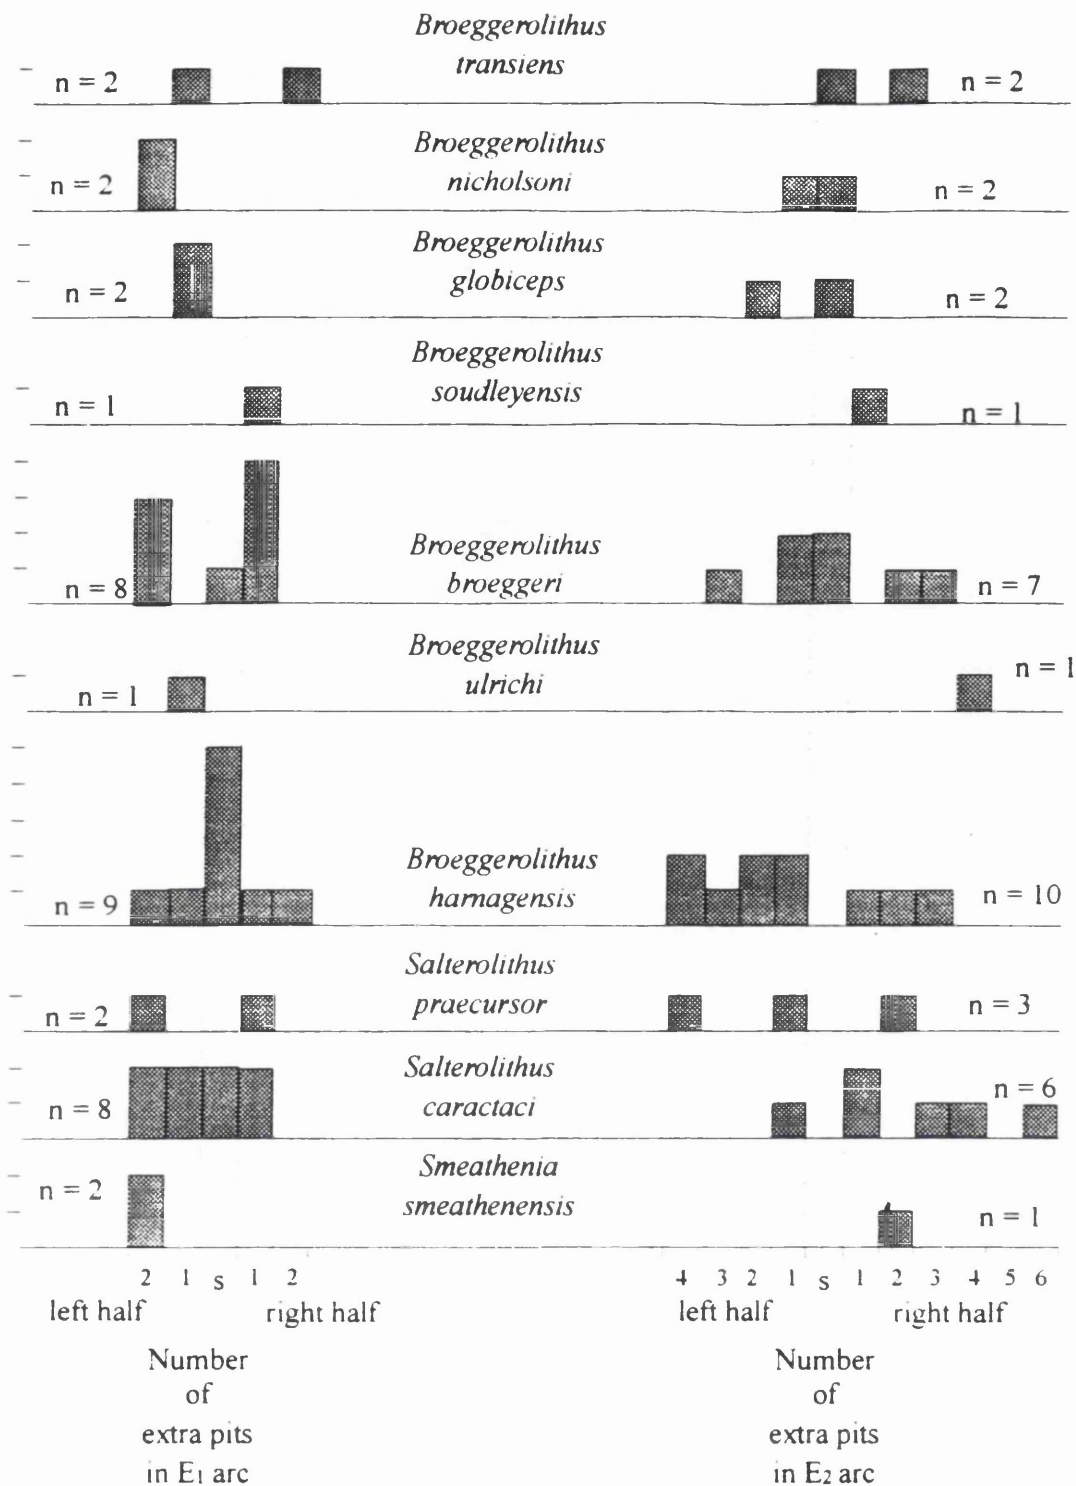 Broeggerolithus
transiens
n = 2
n = 2
Broeggerolithus
nicholsoni
n = 2
n = 2
Broeggerolithus
globiceps
n = 2
n = 2
Broeggerolithus
soudleyensis
n = 1
n = 1
Broeggerolithus
broeggeri
n = 8
n = 7
Broeggerolithus
ulrichi
n = 1
n = 1
Broeggerolithus
harnagensis
n = 9
n = 10
Salterolithus
praecursor
n = 2
n = 3
Salterolithus
caractaci
n = 8
n = 6
Smeathenia
smeathenensis
n = 2
n = 1
2 1 s 1 2
4 3 2 1 s 1 2 3 4 5 6
left half right half
left half right half
Number
of
extra pits
in E1 arc
Number
of
extra pits
in E2 arc